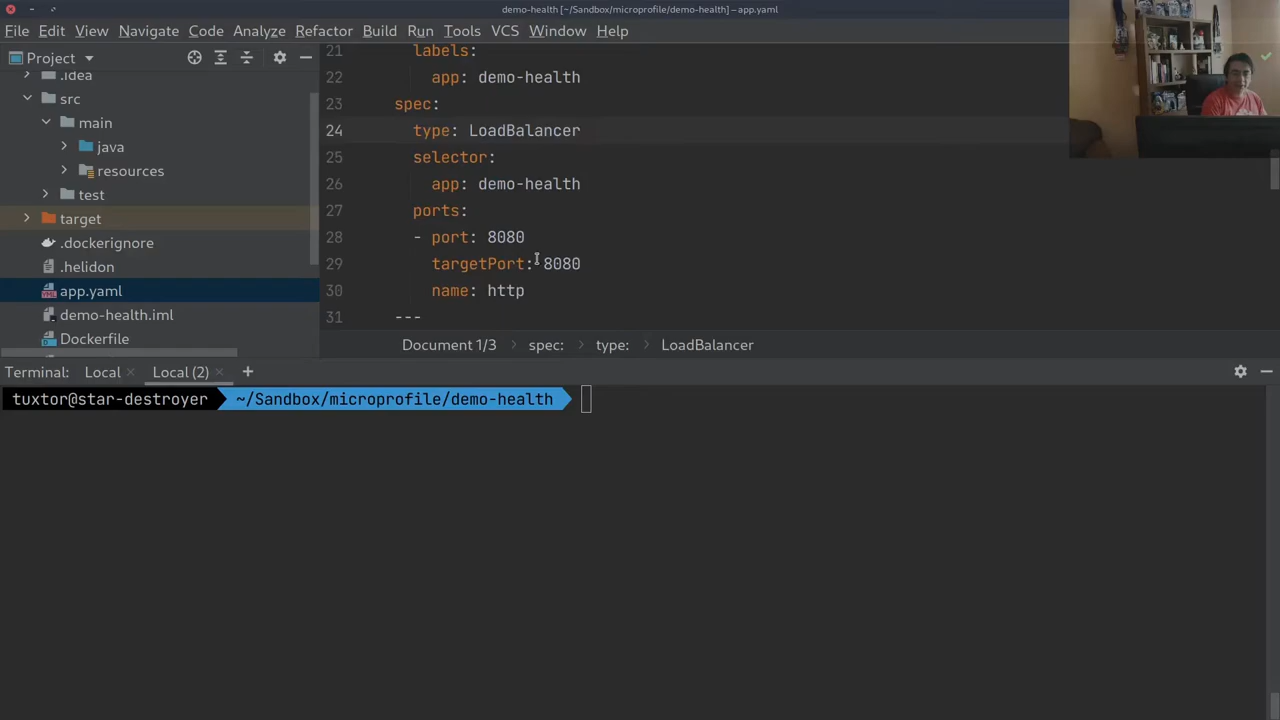 demo-health [~/Sandbox/microprofile/demo-health] – app.yaml
File Edit View Navigate Code Analyze Refactor Build Run Tools VCS Window Help
Project
.idea
src
main
java
resources
test
target
.dockerignore
.helidon
app.yaml
demo-health.iml
Dockerfile
21 labels:
22 app: demo-health
23 spec:
24 type: LoadBalancer
25 selector:
26 app: demo-health
27 ports:
28 - port: 8080
29 targetPort: 8080
30 name: http
31 ---
Document 1/3 spec: type: LoadBalancer
Terminal: Local Local (2)
tuxtor@star-destroyer ~/Sandbox/microprofile/demo-health